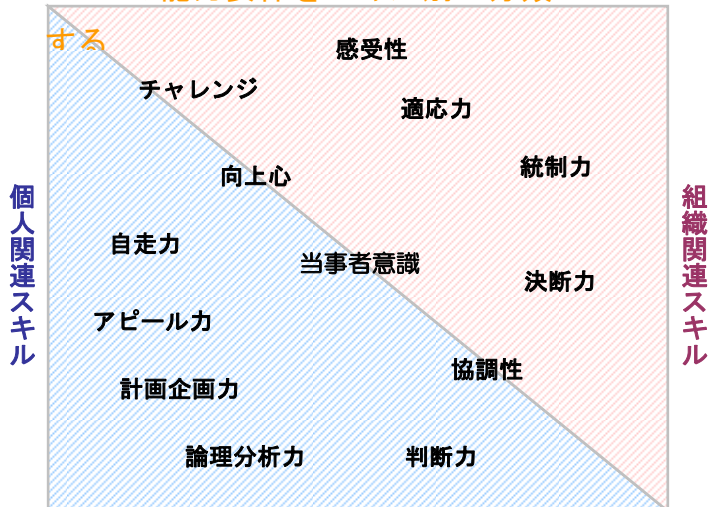 する
感受性
チャレンジ
適応力
統制力
向上心
自走力
当事者意識
決断力
アピール力
協調性
計画企画力
論理分析力
判断力
個人関連スキル
組織関連スキル